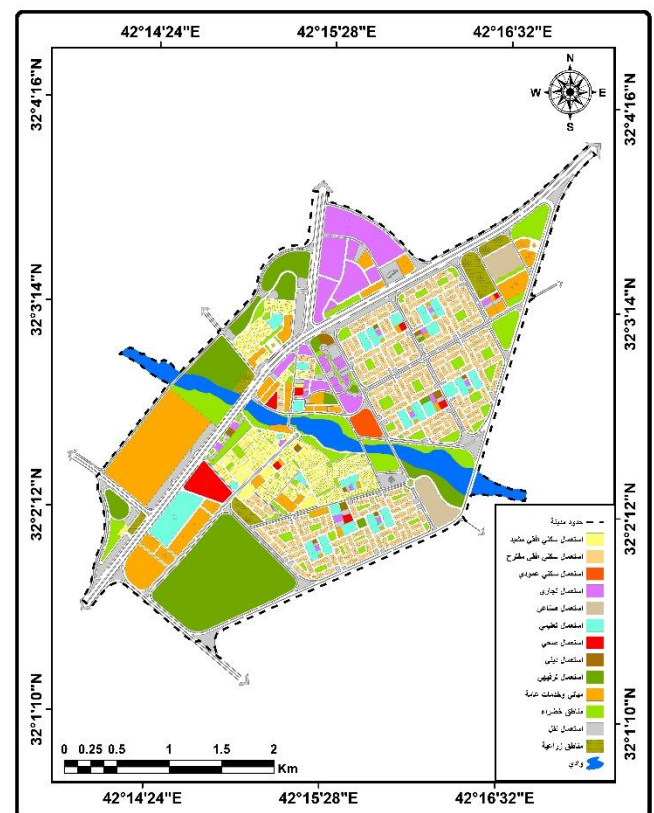 42°14'24"E 42°15'28"E 42°16'32"E
N
W E
S
32°4'16"N 32°4'16"N
32°3'14"N 32°3'14"N
32°2'12"N 32°2'12"N
32°1'10"N 32°1'10"N
حدود مدينة
استعمال سكني افقي مشيد
استعمال سكني افقي مقترح
استعمال سكني عمودي
استعمال تجاري
استعمال صناعي
استعمال تعليمي
استعمال صحي
استعمال ديني
استعمال ترفيهي
مباني وخدمات عامة
مناطق خضراء
استعمال نقل
مناطق زراعية
وادي
0 0.25 0.5 1 1.5 2
Km
42°14'24"E 42°15'28"E 42°16'32"E